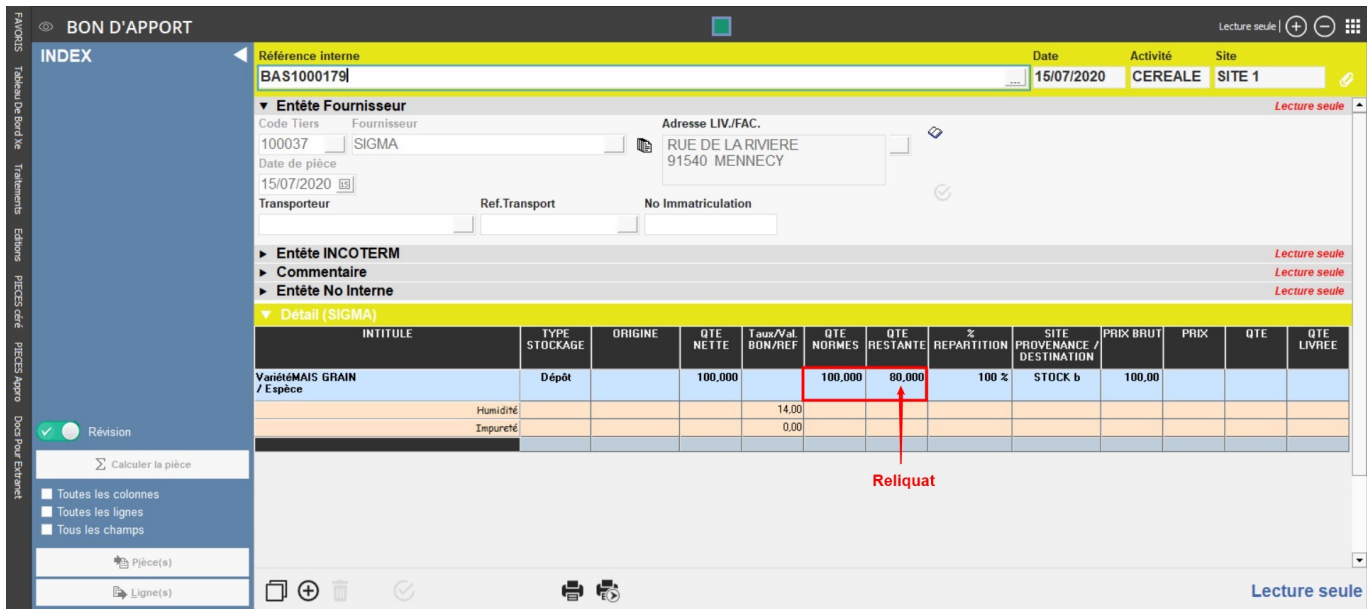 FAVORIS
Tableau De Bord Xe
Traitements
Editions
PIECES céré
PIECES Appro
Docs Pour Extranet
BON D'APPORT
Lecture seule |
INDEX
Référence interne
Date
Activité
Site
BAS1000179
...
15/07/2020
CEREALE
SITE 1
▼ Entête Fournisseur
Lecture seule
Code Tiers
Fournisseur
Adresse LIV./FAC.
100037
SIGMA
RUE DE LA RIVIERE
91540 MENNECY
Date de pièce
15/07/2020
15
Transporteur
Ref.Transport
No Immatriculation
► Entête INCOTERM
Lecture seule
► Commentaire
Lecture seule
► Entête No Interne
Lecture seule
▼ Détail (SIGMA)
INTITULE
TYPE STOCKAGE
ORIGINE
QTE NETTE
Taux/Val. BON/REF
QTE NORMES
QTE RESTANTE
% REPARTITION
SITE PROVENANCE / DESTINATION
PRIX BRUT
PRIX
QTE
QTE LIVREE
VariétéMAIS GRAIN
/ Espèce
Dépôt
100,000
100,000
80,000
100 %
STOCK b
100,00
Humidité
14,00
Impureté
0,00
Reliquat
Révision
∑ Calculer la pièce
Toutes les colonnes
Toutes les lignes
Tous les champs
Pièce(s)
Ligne(s)
Lecture seule